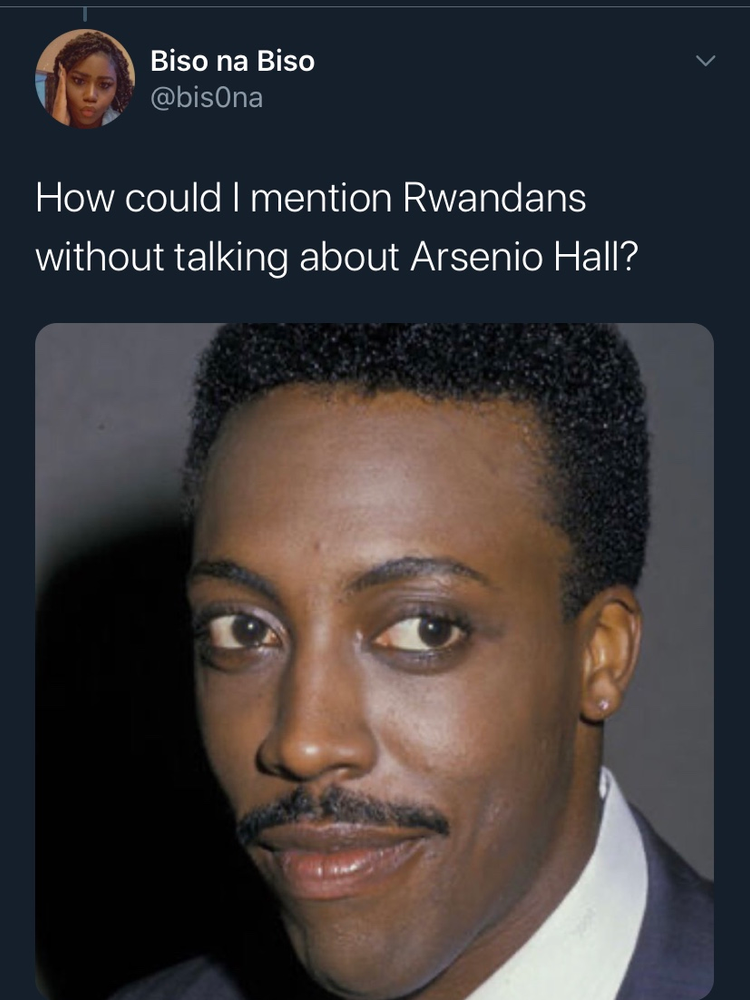 Biso na Biso
@bis0na
How could I mention Rwandans
without talking about Arsenio Hall?